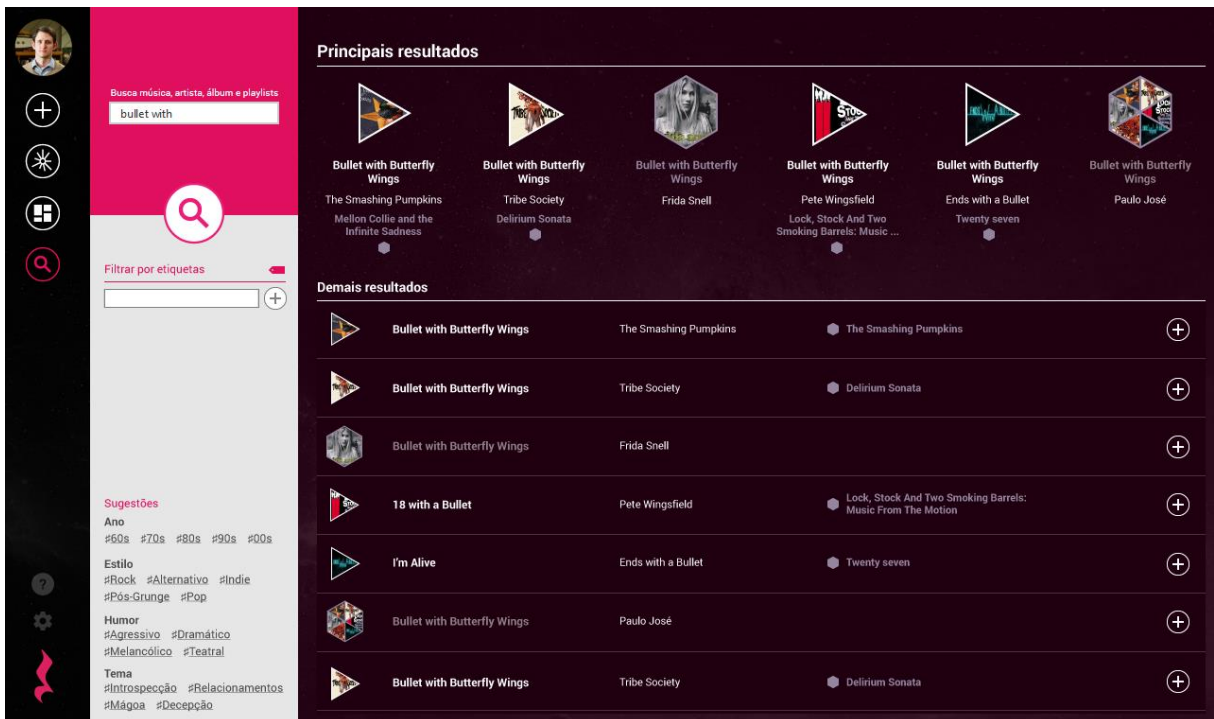 Busca música, artista, álbum e playlists
bullet with
Filtrar por etiquetas
Sugestões
Ano
#60s #70s #80s #90s #00s
Estilo
#Rock #Alternativo #Indie
#Pós-Grunge #Pop
Humor
#Agressivo #Dramático
#Melancólico #Teatral
Tema
#Introspecção #Relacionamentos
#Mágoa #Decepção
Principais resultados
Bullet with Butterfly
Wings
The Smashing Pumpkins
Mellon Collie and the
Infinite Sadness
Bullet with Butterfly
Wings
Tribe Society
Delirium Sonata
Bullet with Butterfly
Wings
Frida Snell
Bullet with Butterfly
Wings
Pete Wingsfield
Lock, Stock And Two
Smoking Barrels: Music ...
Bullet with Butterfly
Wings
Ends with a Bullet
Twenty seven
Bullet with Butterfly
Wings
Paulo José
Demais resultados
Bullet with Butterfly Wings The Smashing Pumpkins The Smashing Pumpkins
Bullet with Butterfly Wings Tribe Society Delirium Sonata
Bullet with Butterfly Wings Frida Snell
18 with a Bullet Pete Wingsfield Lock, Stock And Two Smoking Barrels:
Music From The Motion
I'm Alive Ends with a Bullet Twenty seven
Bullet with Butterfly Wings Paulo José
Bullet with Butterfly Wings Tribe Society Delirium Sonata